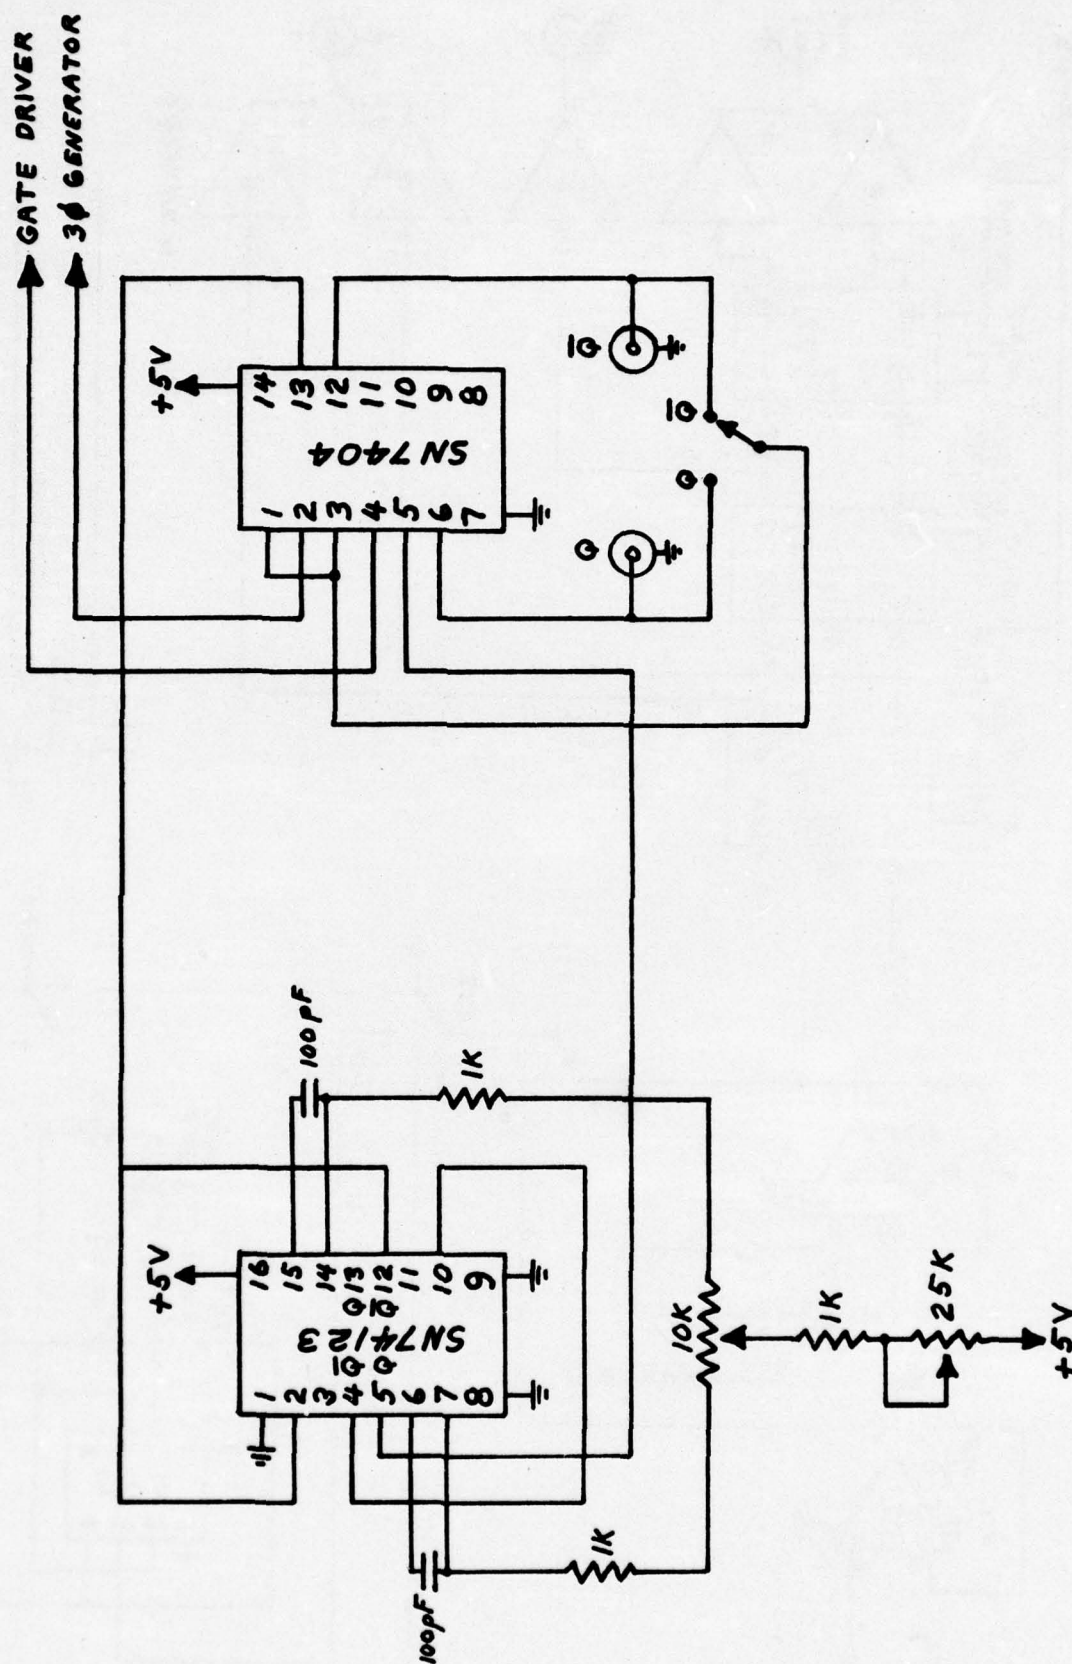 GATE DRIVER
3ϕ GENERATOR
+5V
14
13
12
11
10
9
8
SN7404
1
2
3
4
5
6
7
Q̅
Q
Q̅
Q
100pF
1K
+5V
16
15
14
13 Q
12 Q̅
11
10
9
SN74123
1
2
3
4 Q̅
5 Q
6
7
8
100pF
1K
10K
1K
25K
+5V